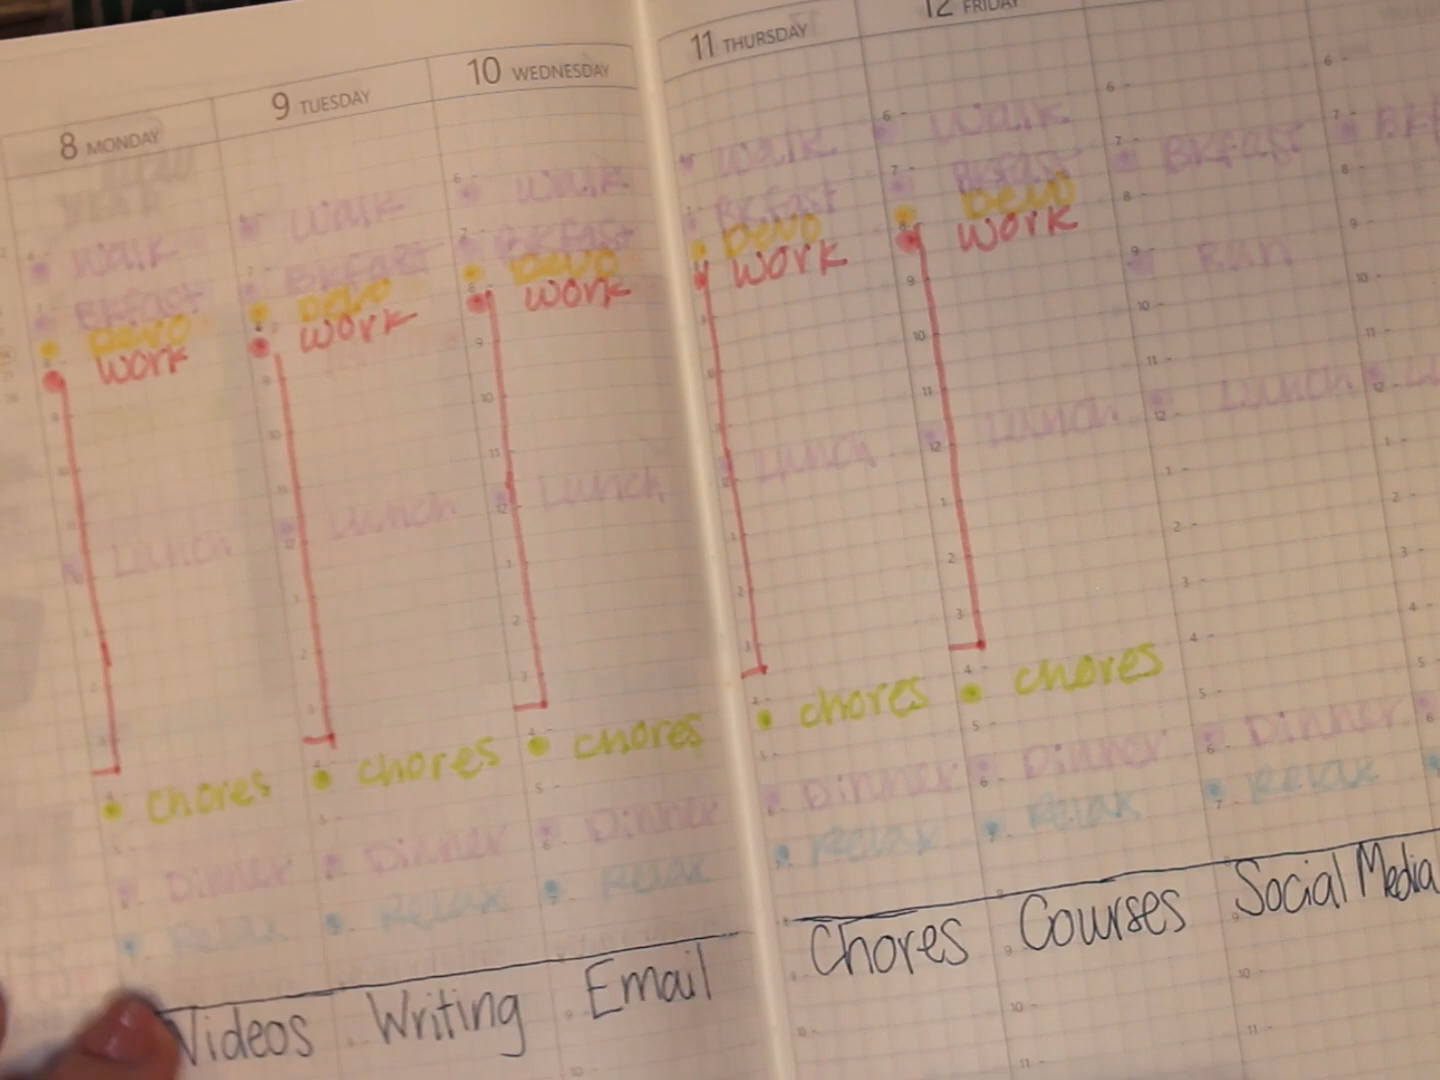 8 MONDAY
Walk
BKFast
Devo
Work
Lunch
chores
Dinner
Relax
Videos
9 TUESDAY
Walk
BKFast
Devo
Work
Lunch
chores
Dinner
Relax
Writing
10 WEDNESDAY
Walk
BKFast
Devo
Work
Lunch
chores
Dinner
Relax
Email
11 THURSDAY
Walk
BKFast
Devo
Work
Lunch
chores
Dinner
Relax
Chores
12 FRIDAY
Walk
BKFast
Devo
Work
Lunch
chores
Dinner
Relax
Courses
BKFast
Run
Lunch
Dinner
Relax
Social Media